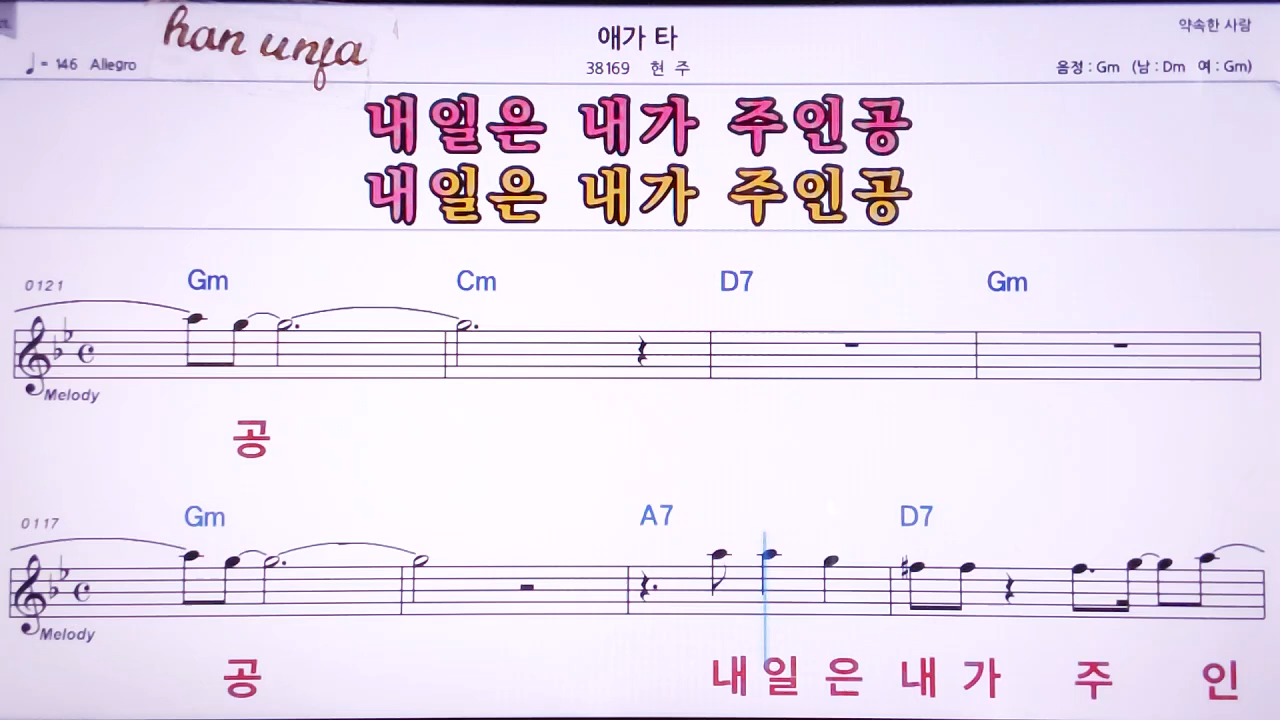 han unfa
애가 타
약속한 사람
♩ = 146 Allegro
38169 현 주
음정 : Gm (남 : Dm 여 : Gm)
내일은 내가 주인공
내일은 내가 주인공
0121 Gm Cm D7 Gm
Melody
공
0117 Gm A7 D7
Melody
공 내 일 은 내 가 주 인